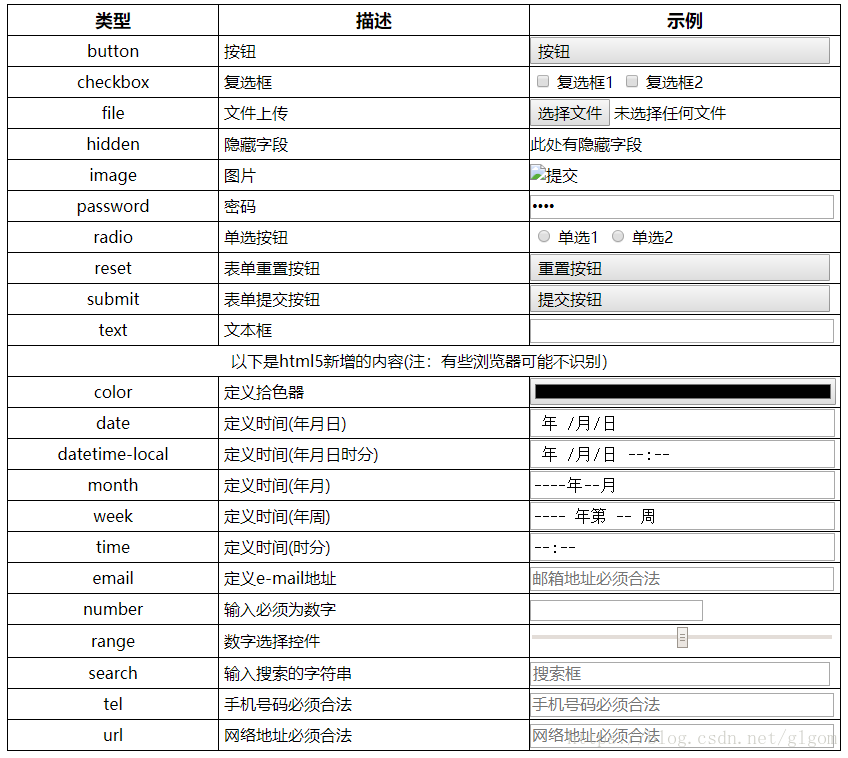 类型 描述 示例
button 按钮 按钮
checkbox 复选框 复选框1 复选框2
file 文件上传 选择文件 未选择任何文件
hidden 隐藏字段 此处有隐藏字段
image 图片 提交
password 密码 ••••
radio 单选按钮 单选1 单选2
reset 表单重置按钮 重置按钮
submit 表单提交按钮 提交按钮
text 文本框
以下是html5新增的内容(注：有些浏览器可能不识别)
color 定义拾色器
date 定义时间(年月日) 年 /月/日
datetime-local 定义时间(年月日时分) 年 /月/日 --:--
month 定义时间(年月) ----年--月
week 定义时间(年周) ---- 年第 -- 周
time 定义时间(时分) --:--
email 定义e-mail地址 邮箱地址必须合法
number 输入必须为数字
range 数字选择控件
search 输入搜索的字符串 搜索框
tel 手机号码必须合法 手机号码必须合法
url 网络地址必须合法 网络地址必须合法
https://blog.csdn.net/glgom